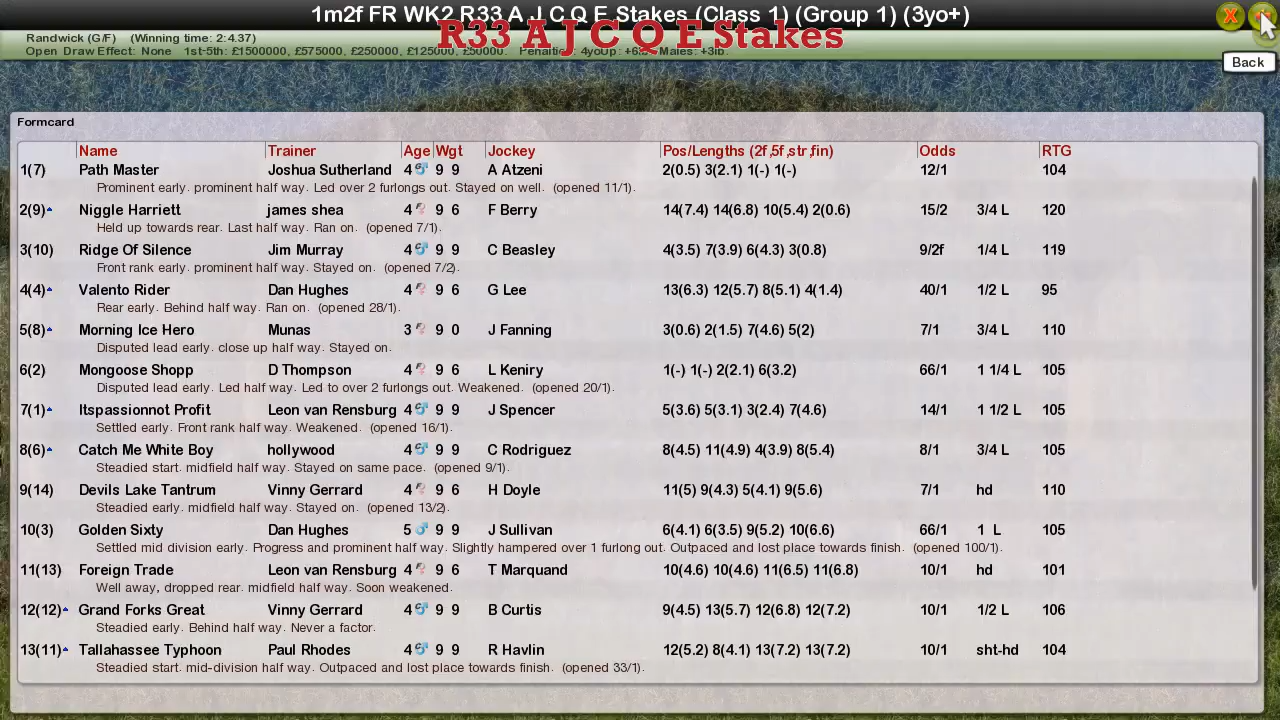 1m2f FR WK2 R33 A J C Q E Stakes (Class 1) (Group 1) (3yo+)
R33 A J C Q E Stakes
Randwick (G/F) (Winning time: 2:4.37)
Open Draw Effect: None 1st-5th: £150000, £575000, £250000, £125000, £50000. Penalties: 4yoUp: +6lb, Males: +3lb.
Back
Formcard
Name Trainer Age Wgt Jockey Pos/Lengths (2f,5f,str,fin) Odds RTG
1(7) Path Master Joshua Sutherland 4 9 9 A Atzeni 2(0.5) 3(2.1) 1(-) 1(-) 12/1 104
Prominent early. prominent half way. Led over 2 furlongs out. Stayed on well. (opened 11/1).
2(9) Niggle Harriett james shea 4 9 6 F Berry 14(7.4) 14(6.8) 10(5.4) 2(0.6) 15/2 3/4 L 120
Held up towards rear. Last half way. Ran on. (opened 7/1).
3(10) Ridge Of Silence Jim Murray 4 9 9 C Beasley 4(3.5) 7(3.9) 6(4.3) 3(0.8) 9/2f 1/4 L 119
Front rank early. prominent half way. Stayed on. (opened 7/2).
4(4) Valento Rider Dan Hughes 4 9 6 G Lee 13(6.3) 12(5.7) 8(5.1) 4(1.4) 40/1 1/2 L 95
Rear early. Behind half way. Ran on. (opened 28/1).
5(8) Morning Ice Hero Munas 3 9 0 J Fanning 3(0.6) 2(1.5) 7(4.6) 5(2) 7/1 3/4 L 110
Disputed lead early. close up half way. Stayed on.
6(2) Mongoose Shopp D Thompson 4 9 6 L Keniry 1(-) 1(-) 2(2.1) 6(3.2) 66/1 1 1/4 L 105
Disputed lead early. Led half way. Led to over 2 furlongs out. Weakened. (opened 20/1).
7(1) Itspassionnot Profit Leon van Rensburg 4 9 9 J Spencer 5(3.6) 5(3.1) 3(2.4) 7(4.6) 14/1 1 1/2 L 105
Settled early. Front rank half way. Weakened. (opened 16/1).
8(6) Catch Me White Boy hollywood 4 9 9 C Rodriguez 8(4.5) 11(4.9) 4(3.9) 8(5.4) 8/1 3/4 L 105
Steadied start. midfield half way. Stayed on same pace. (opened 9/1).
9(14) Devils Lake Tantrum Vinny Gerrard 4 9 6 H Doyle 11(5) 9(4.3) 5(4.1) 9(5.6) 7/1 hd 110
Steadied early. midfield half way. Stayed on. (opened 13/2).
10(3) Golden Sixty Dan Hughes 5 9 9 J Sullivan 6(4.1) 6(3.5) 9(5.2) 10(6.6) 66/1 1 L 105
Settled mid division early. Progress and prominent half way. Slightly hampered over 1 furlong out. Outpaced and lost place towards finish. (opened 100/1).
11(13) Foreign Trade Leon van Rensburg 4 9 6 T Marquand 10(4.6) 10(4.6) 11(6.5) 11(6.8) 10/1 hd 101
Well away, dropped rear. midfield half way. Soon weakened.
12(12) Grand Forks Great Vinny Gerrard 4 9 9 B Curtis 9(4.5) 13(5.7) 12(6.8) 12(7.2) 10/1 1/2 L 106
Steadied early. Behind half way. Never a factor.
13(11) Tallahassee Typhoon Paul Rhodes 4 9 9 R Havlin 12(5.2) 8(4.1) 13(7.2) 13(7.2) 10/1 sht-hd 104
Steadied start. mid-division half way. Outpaced and lost place towards finish. (opened 33/1).